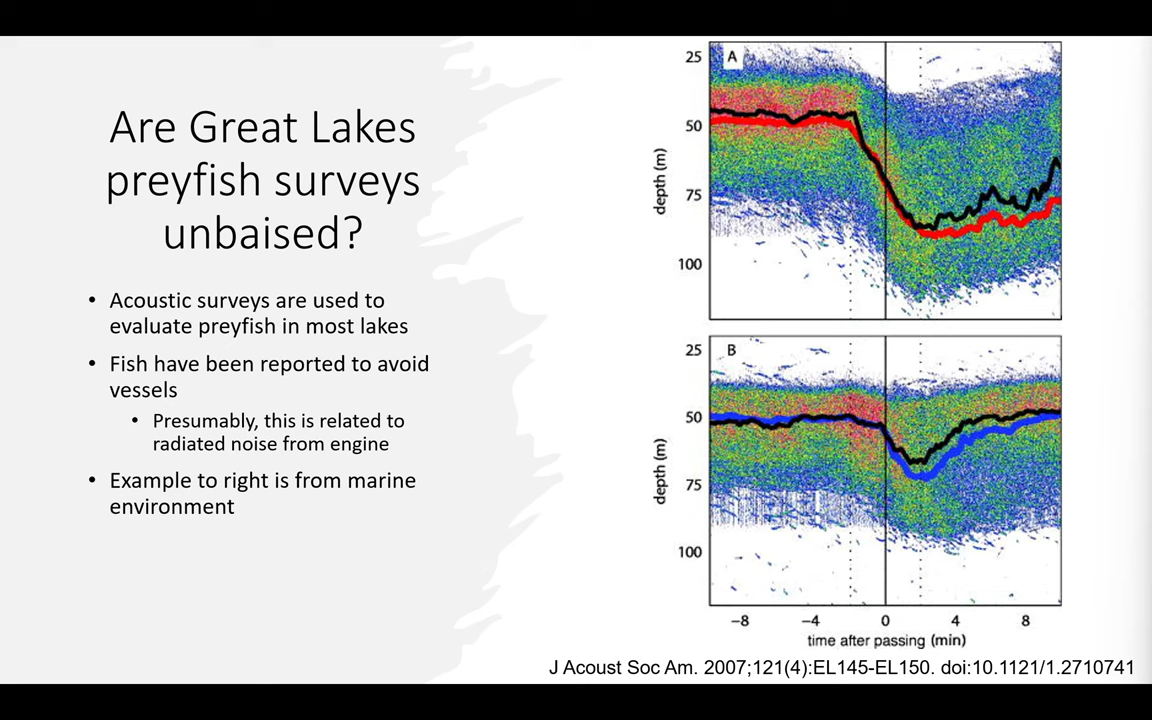 Are Great Lakes
preyfish surveys
unbaised?
• Acoustic surveys are used to
evaluate preyfish in most lakes
• Fish have been reported to avoid
vessels
• Presumably, this is related to
radiated noise from engine
• Example to right is from marine
environment
A
25
50
75
100
depth (m)
B
25
50
75
100
depth (m)
−8 −4 0 4 8
time after passing (min)
J Acoust Soc Am. 2007;121(4):EL145-EL150. doi:10.1121/1.2710741